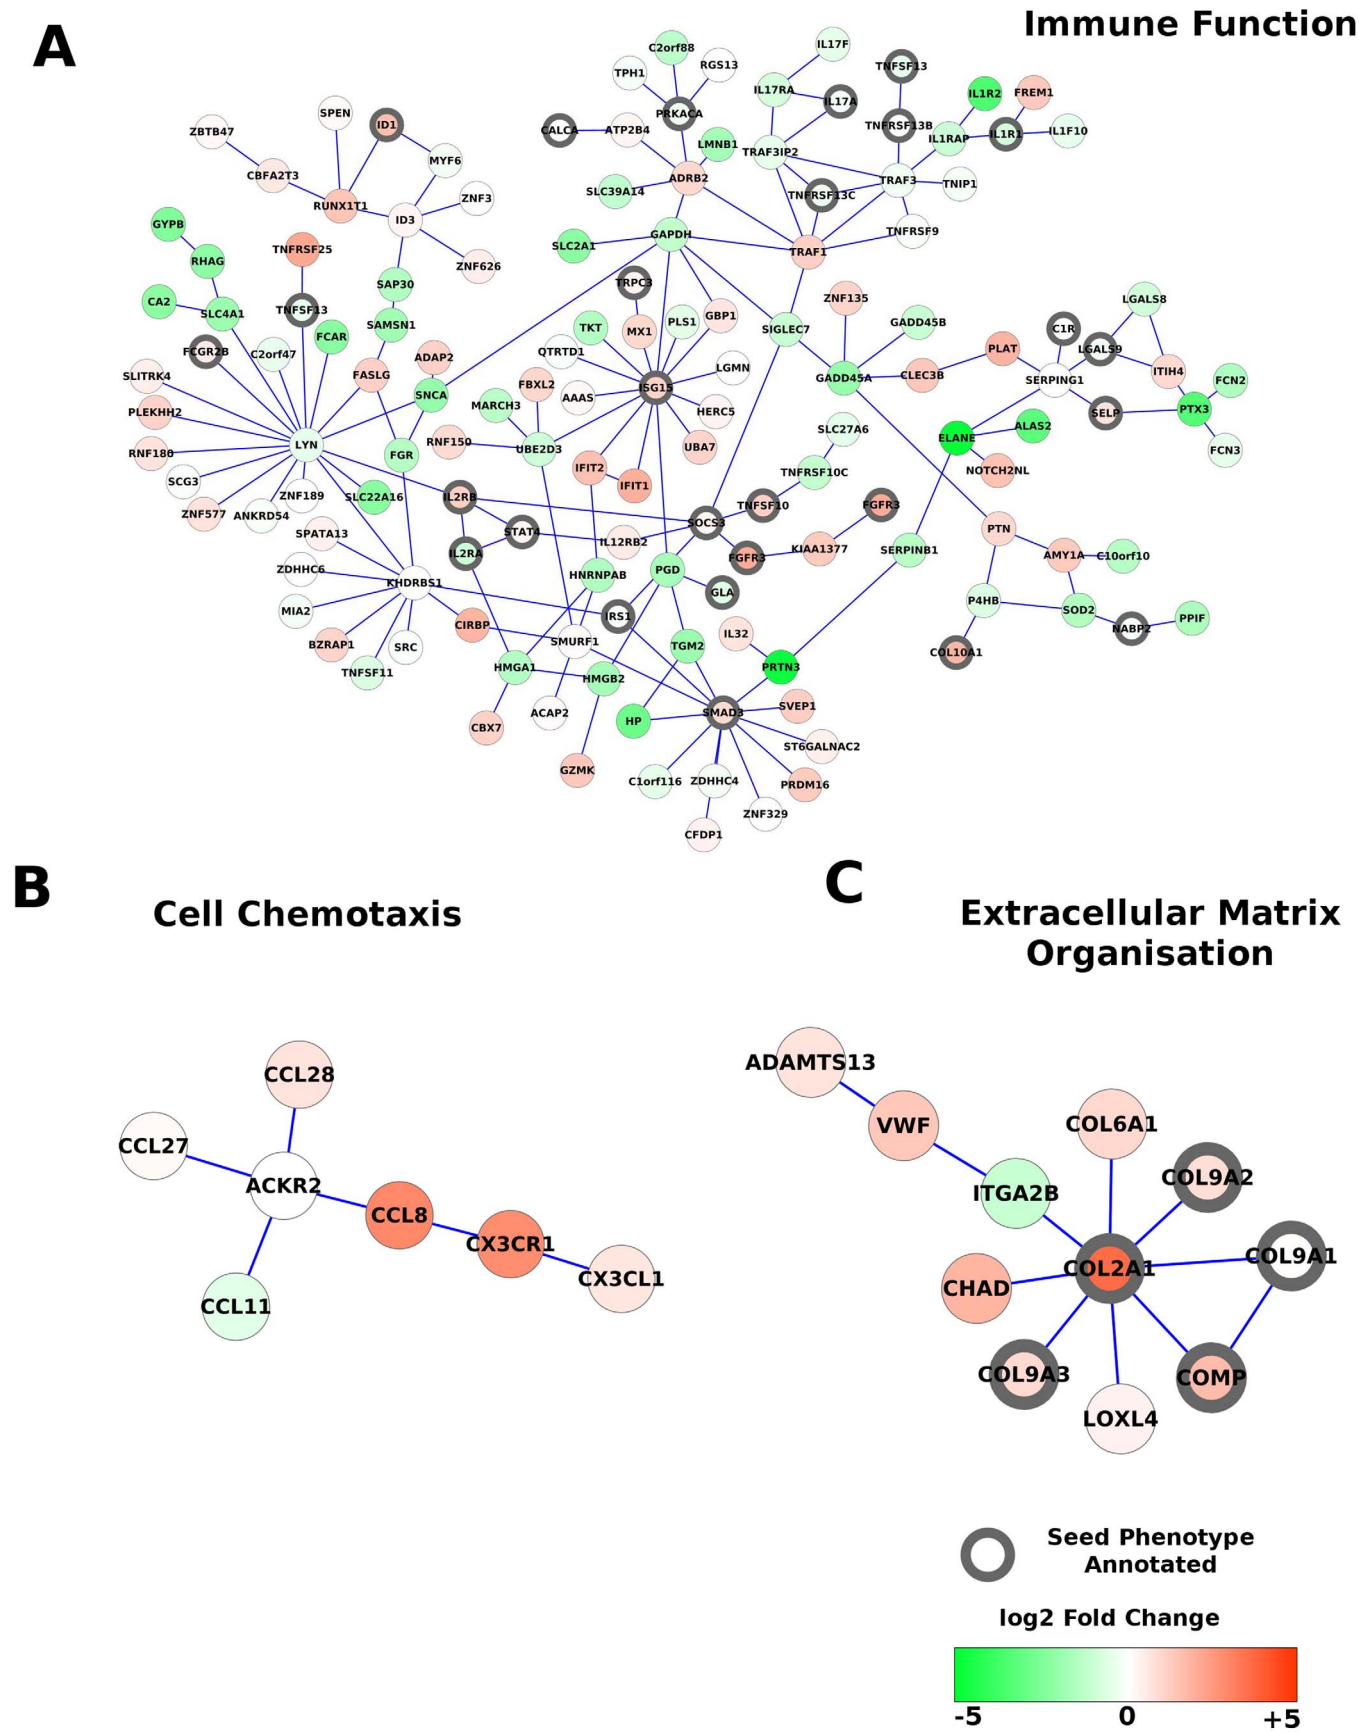 A
Immune Function
C2orf88
IL17F
TPH1
RGS13
TNFSF13
IL17RA
IL17A
IL1R2
FREM1
SPEN
ID1
PRKACA
ZBTB47
CALCA
ATP2B4
TNFRSF13B
IL1RAP
IL1R1
IL1F10
LMNB1
TRAF3IP2
MYF6
CBFA2T3
ADRB2
TRAF3
TNIP1
SLC39A14
TNFRSF13C
ZNF3
RUNX1T1
ID3
GYPB
TNFRSF9
GAPDH
SLC2A1
TRAF1
TNFRSF25
RHAG
ZNF626
SAP30
TRPC3
CA2
ZNF135
LGALS8
TNFSF13
SLC4A1
GBP1
PLS1
GADD45B
SAMSN1
TKT
MX1
SIGLEC7
C1R
FCAR
FCGR2B
C2orf47
QTRTD1
PLAT
LGALS9
ADAP2
LGMN
ITIH4
SLITRK4
FASLG
GADD45A
CLEC3B
SERPING1
FCN2
FBXL2
ISG15
SNCA
AAAS
MARCH3
HERC5
PLEKHH2
SELP
PTX3
SLC27A6
ALAS2
LYN
RNF150
UBE2D3
UBA7
ELANE
FCN3
RNF180
FGR
IFIT2
TNFRSF10C
NOTCH2NL
SCG3
IFIT1
ZNF189
SLC22A16
IL2RB
TNFSF10
FGFR3
ZNF577
ANKRD54
SOCS3
SPATA13
STAT4
IL12RB2
PTN
IL2RA
FGFR3
KIAA1377
SERPINB1
AMY1A
C10orf10
ZDHHC6
HNRNPAB
PGD
KHDRBS1
GLA
P4HB
SOD2
MIA2
IRS1
CIRBP
IL32
NABP2
PPIF
BZRAP1
SRC
SMURF1
TGM2
COL10A1
TNFSF11
HMGA1
HMGB2
PRTN3
CBX7
ACAP2
HP
SMAD3
SVEP1
ST6GALNAC2
GZMK
C1orf116
ZDHHC4
PRDM16
ZNF329
CFDP1
B
Cell Chemotaxis
CCL28
CCL27
ACKR2
CCL8
CX3CR1
CX3CL1
CCL11
C
Extracellular Matrix
Organisation
ADAMTS13
VWF
COL6A1
COL9A2
ITGA2B
COL9A1
COL2A1
CHAD
COL9A3
COMP
LOXL4
Seed Phenotype
Annotated
log2 Fold Change
-5
0
+5